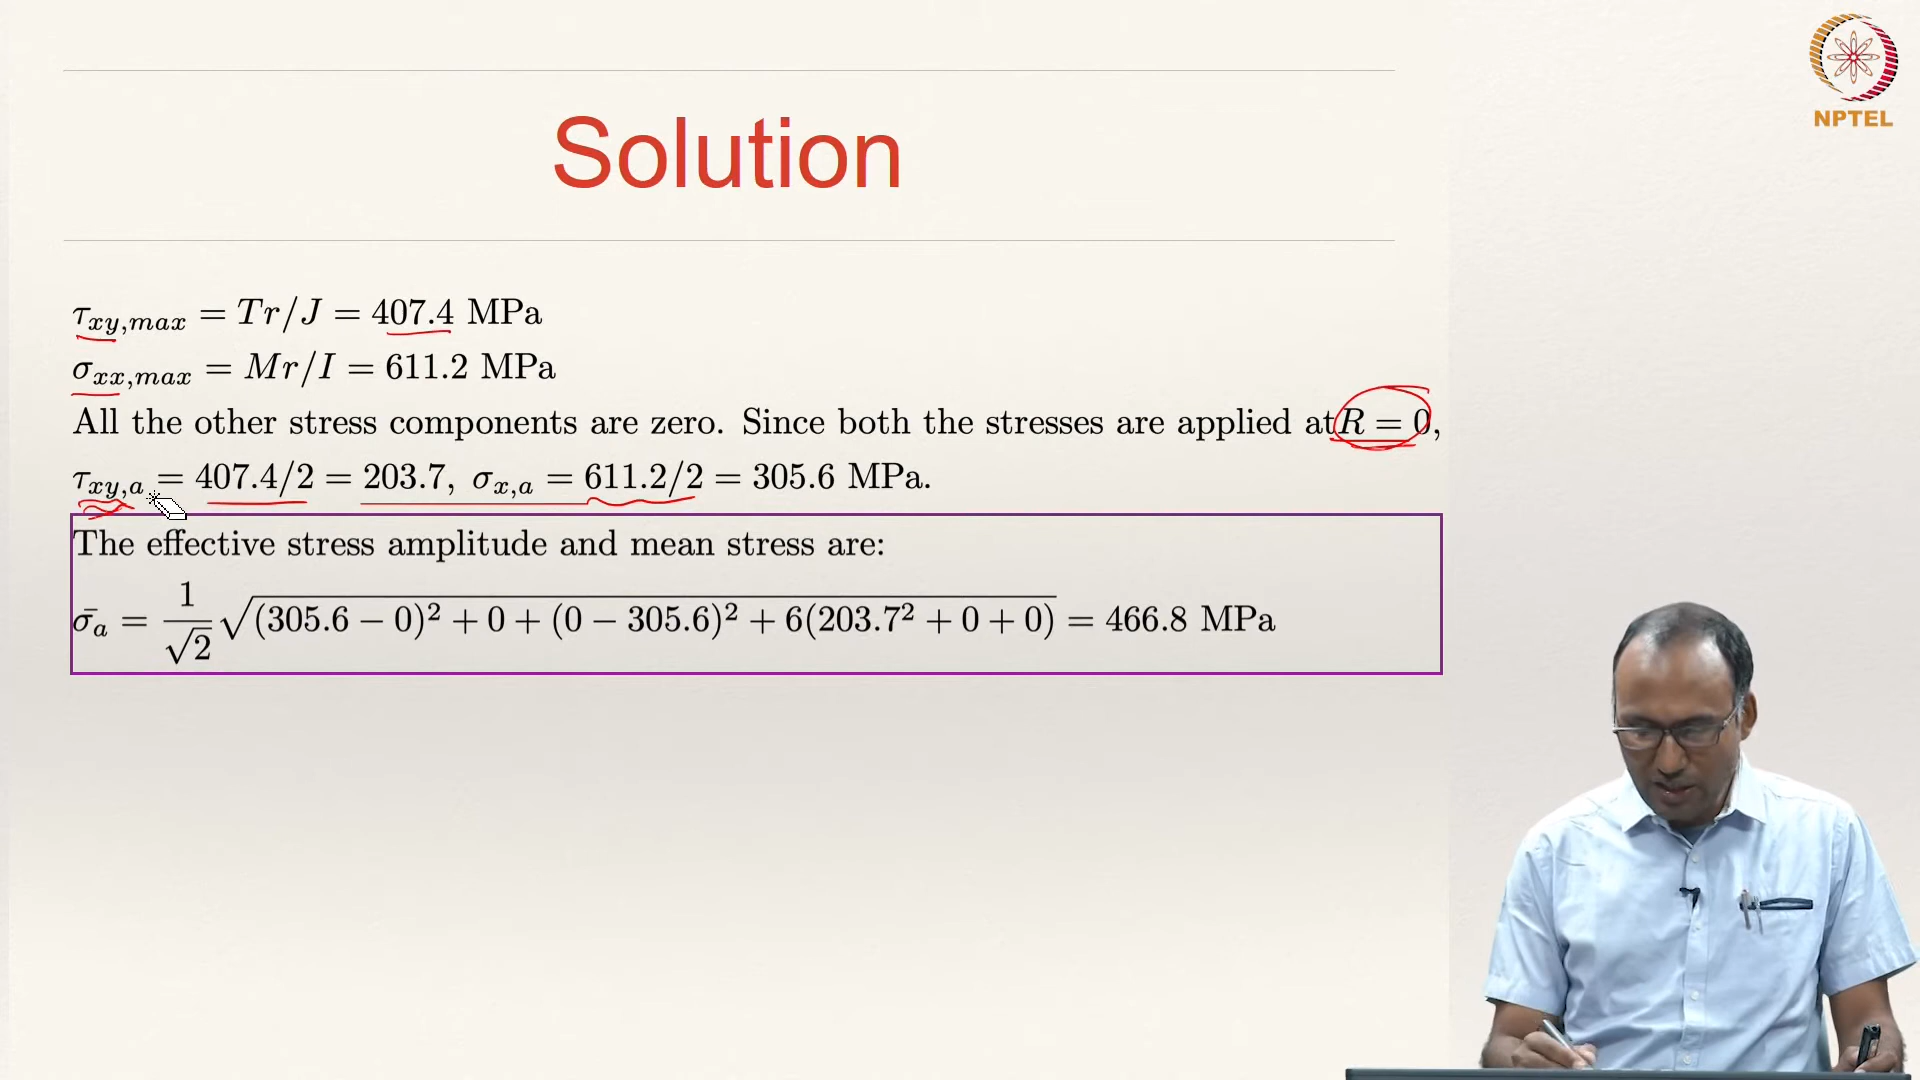 NPTEL
Solution
τ_{xy,max} = Tr/J = 407.4 MPa
σ_{xx,max} = Mr/I = 611.2 MPa
All the other stress components are zero. Since both the stresses are applied at R = 0,
τ_{xy,a} = 407.4/2 = 203.7, σ_{x,a} = 611.2/2 = 305.6 MPa.
The effective stress amplitude and mean stress are:
σ̄_a = \frac{1}{√2} √((305.6 − 0)² + 0 + (0 − 305.6)² + 6(203.7² + 0 + 0)) = 466.8 MPa